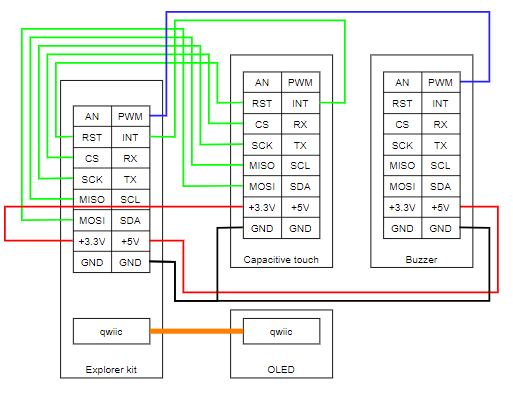 AN PWM
RST INT
CS RX
SCK TX
MISO SCL
MOSI SDA
+3.3V +5V
GND GND
qwiic
Explorer kit
AN PWM
RST INT
CS RX
SCK TX
MISO SCL
MOSI SDA
+3.3V +5V
GND GND
Capacitive touch
AN PWM
RST INT
CS RX
SCK TX
MISO SCL
MOSI SDA
+3.3V +5V
GND GND
Buzzer
qwiic
OLED